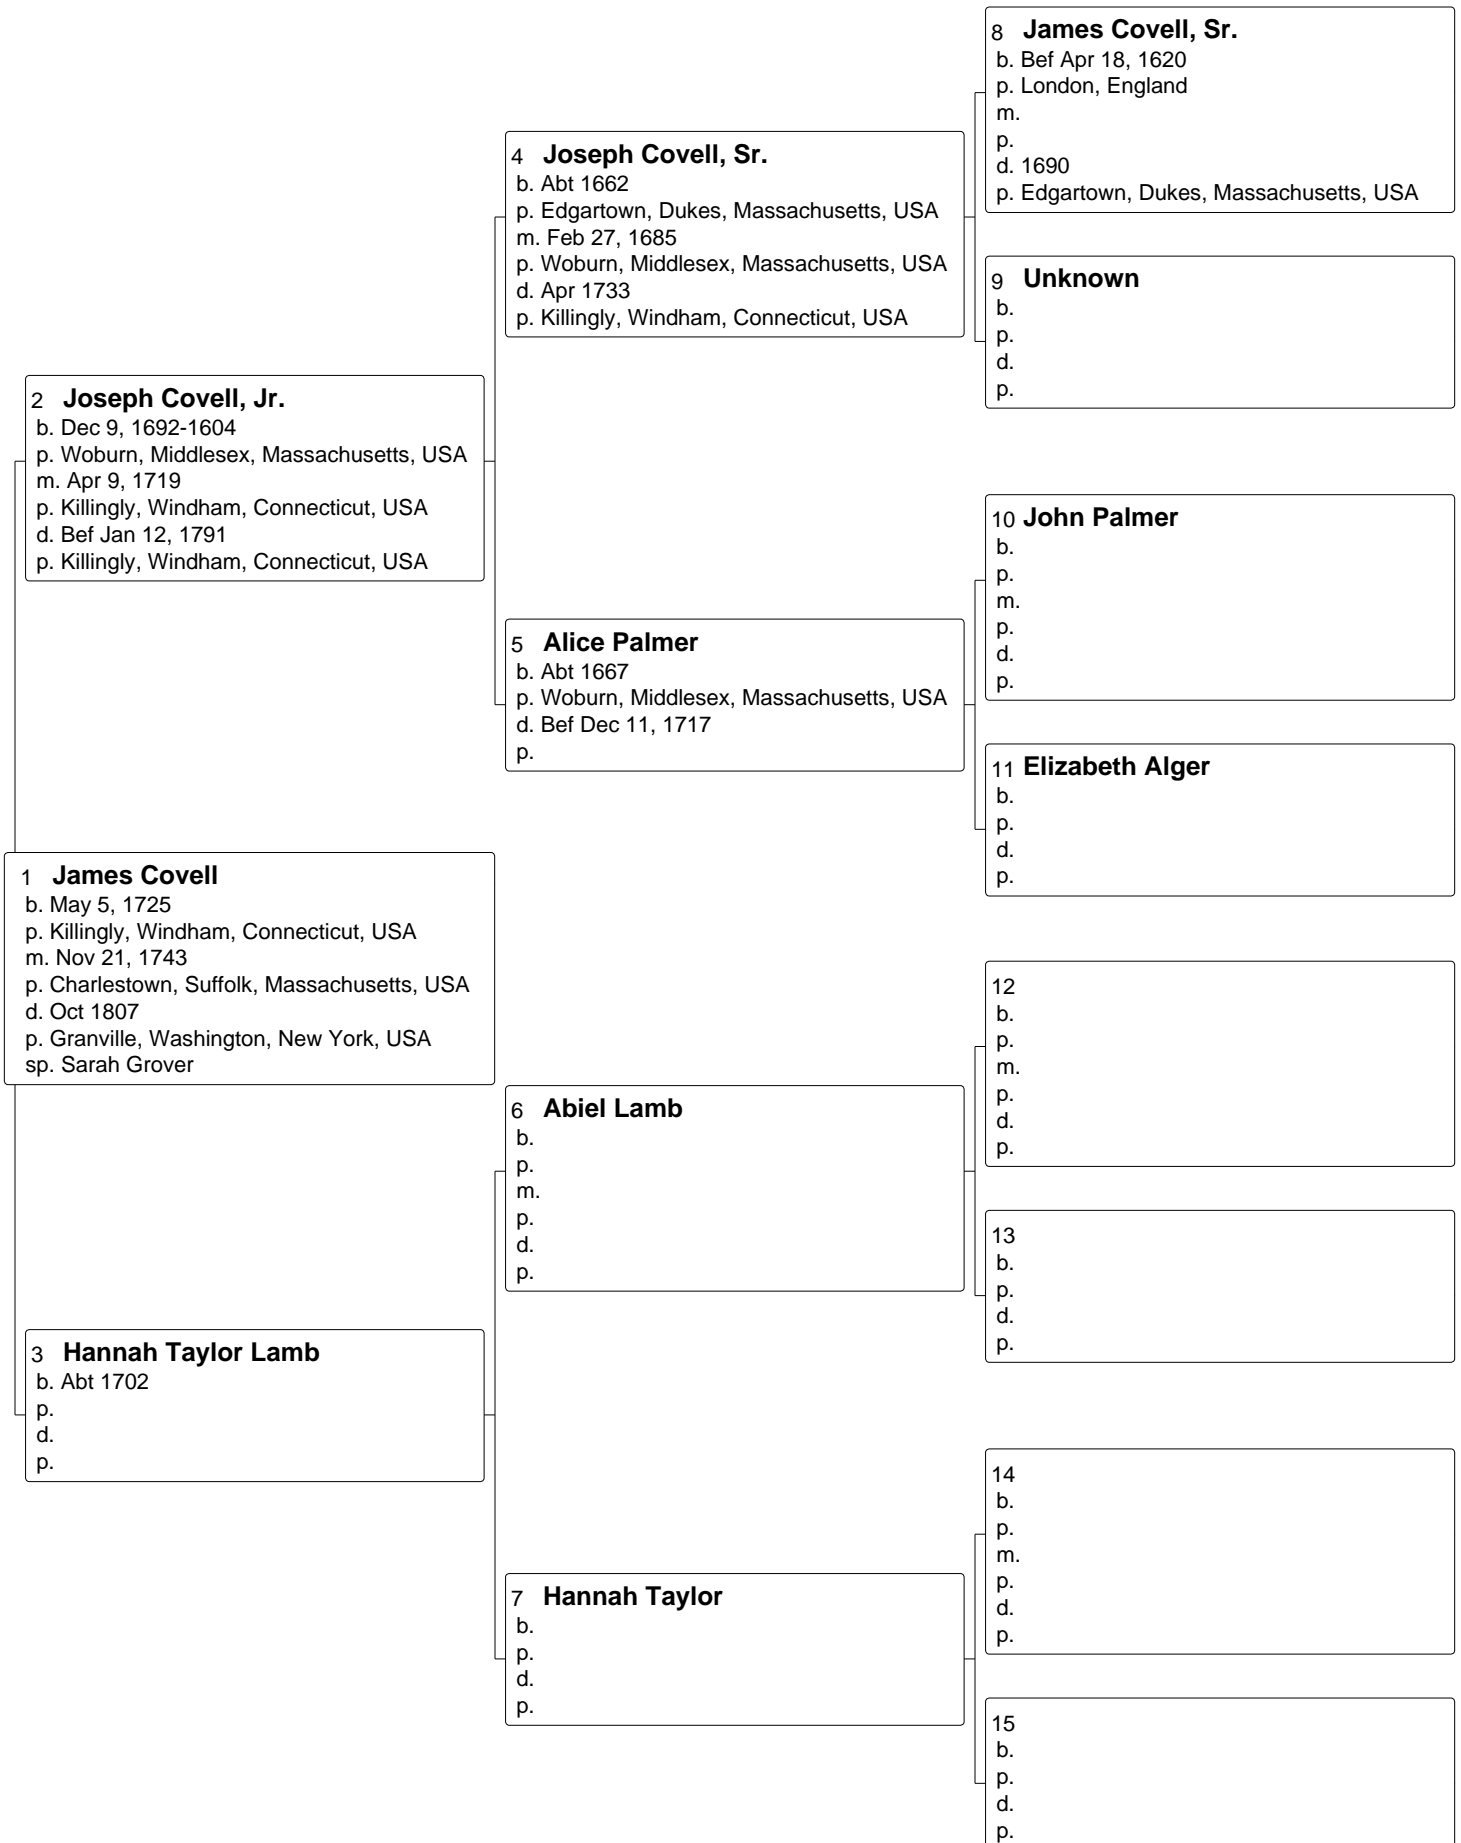 8 James Covell, Sr.
b. Bef Apr 18, 1620
p. London, England
m.
p.
d. 1690
p. Edgartown, Dukes, Massachusetts, USA
4 Joseph Covell, Sr.
b. Abt 1662
p. Edgartown, Dukes, Massachusetts, USA
m. Feb 27, 1685
p. Woburn, Middlesex, Massachusetts, USA
d. Apr 1733
p. Killingly, Windham, Connecticut, USA
9 Unknown
b.
p.
d.
p.
2 Joseph Covell, Jr.
b. Dec 9, 1692-1604
p. Woburn, Middlesex, Massachusetts, USA
m. Apr 9, 1719
p. Killingly, Windham, Connecticut, USA
d. Bef Jan 12, 1791
p. Killingly, Windham, Connecticut, USA
10 John Palmer
b.
p.
m.
p.
d.
p.
5 Alice Palmer
b. Abt 1667
p. Woburn, Middlesex, Massachusetts, USA
d. Bef Dec 11, 1717
p.
11 Elizabeth Alger
b.
p.
d.
p.
1 James Covell
b. May 5, 1725
p. Killingly, Windham, Connecticut, USA
m. Nov 21, 1743
p. Charlestown, Suffolk, Massachusetts, USA
d. Oct 1807
p. Granville, Washington, New York, USA
sp. Sarah Grover
12
b.
p.
m.
p.
d.
p.
6 Abiel Lamb
b.
p.
m.
p.
d.
p.
13
b.
p.
d.
p.
3 Hannah Taylor Lamb
b. Abt 1702
p.
d.
p.
14
b.
p.
m.
p.
d.
p.
7 Hannah Taylor
b.
p.
d.
p.
15
b.
p.
d.
p.